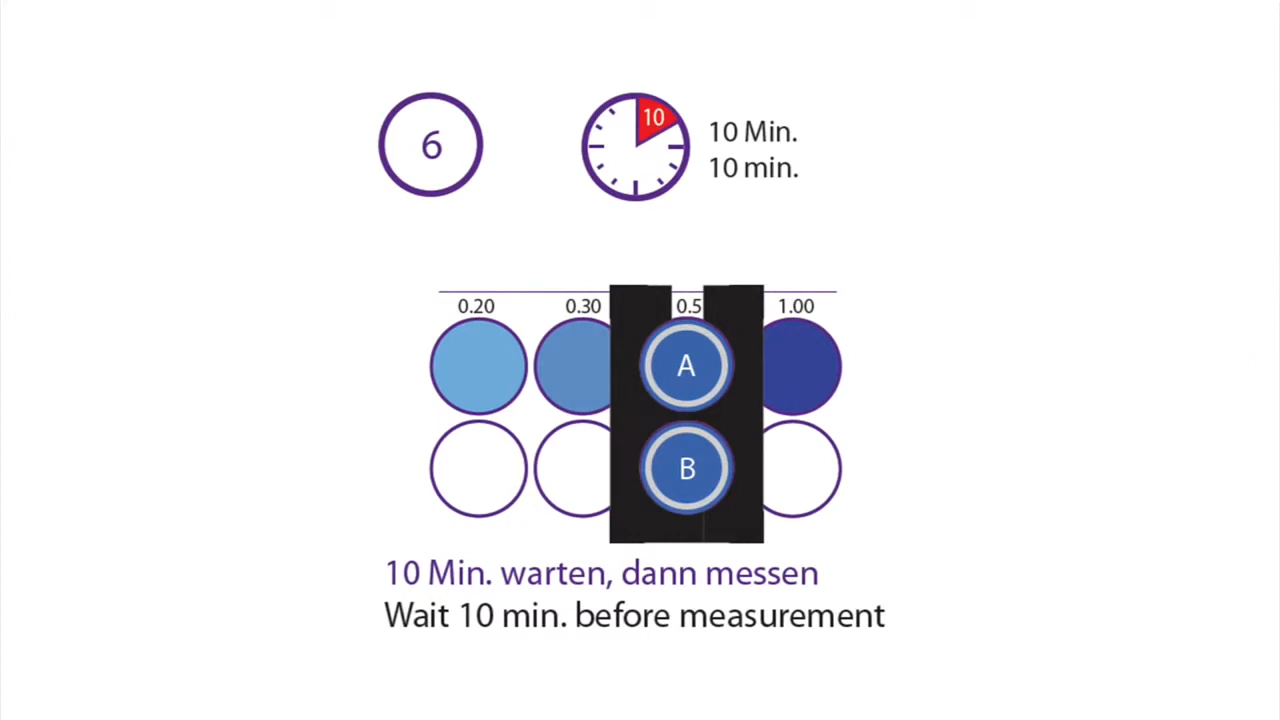 6
10
10 Min.
10 min.
0.20 0.30 0.5 1.00
A
B
10 Min. warten, dann messen
Wait 10 min. before measurement